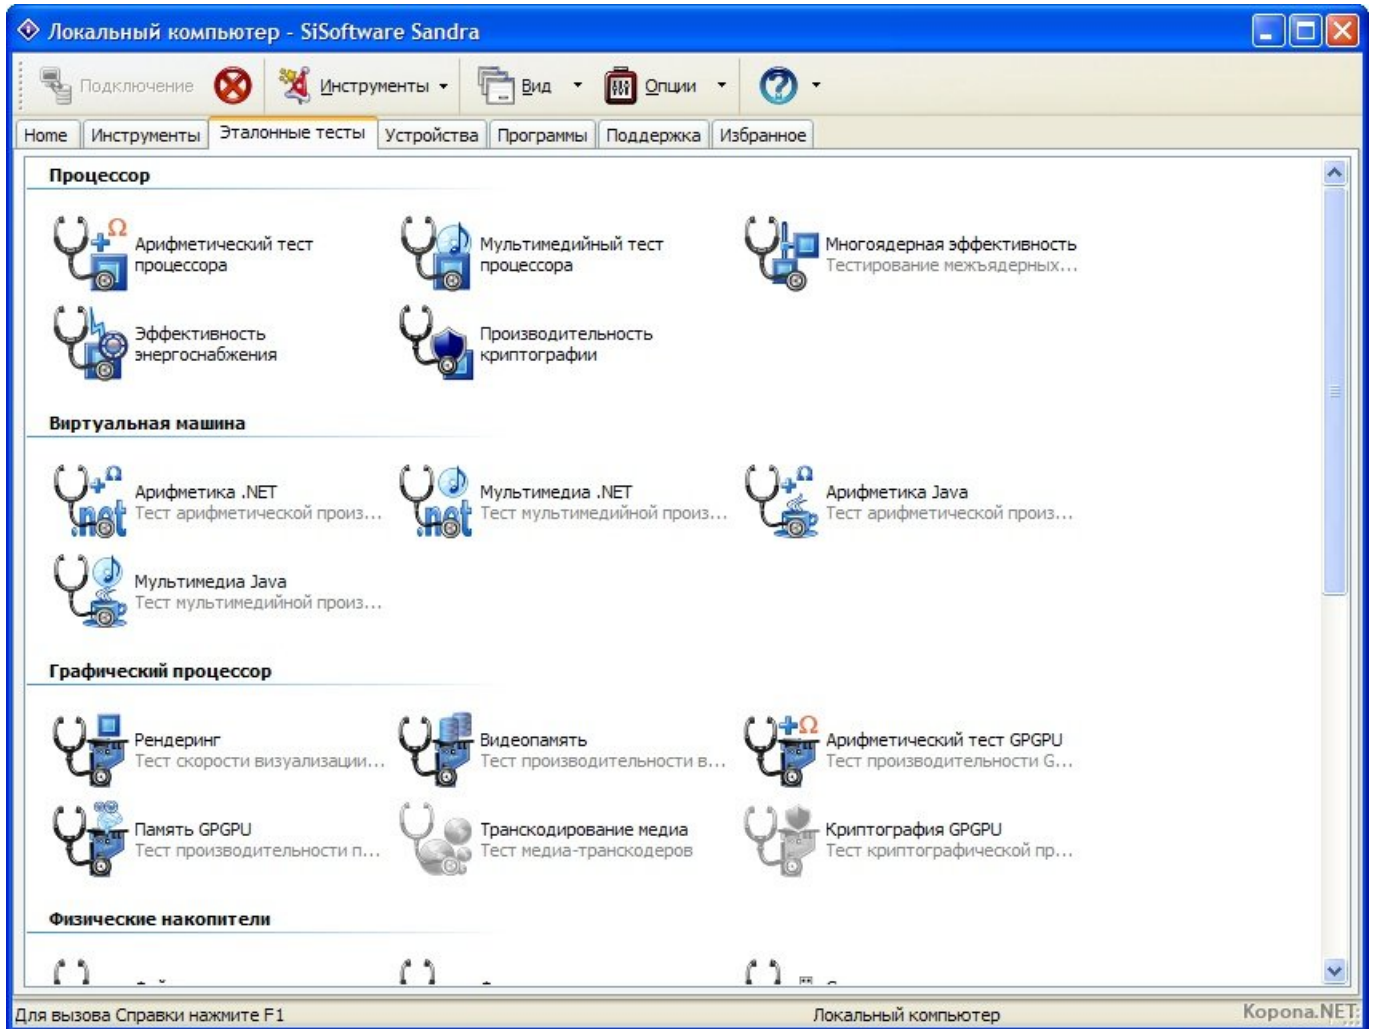 Локальный компьютер - SiSoftware Sandra
Подключение Инструменты Вид Опции
Home Инструменты Эталонные тесты Устройства Программы Поддержка Избранное
Процессор
Арифметический тест процессора
Мультимедийный тест процессора
Многоядерная эффективность
Тестирование межъядерных...
Эффективность энергоснабжения
Производительность криптографии
Виртуальная машина
Арифметика .NET
Тест арифметической произ...
Мультимедиа .NET
Тест мультимедийной произ...
Арифметика Java
Тест арифметической произ...
Мультимедиа Java
Тест мультимедийной произ...
Графический процессор
Рендеринг
Тест скорости визуализации...
Видеопамять
Тест производительности в...
Арифметический тест GPGPU
Тест производительности G...
Память GPGPU
Тест производительности п...
Транскодирование медиа
Тест медиа-транскодеров
Криптография GPGPU
Тест криптографической пр...
Физические накопители
Для вызова Справки нажмите F1
Локальный компьютер
Kopona.NET